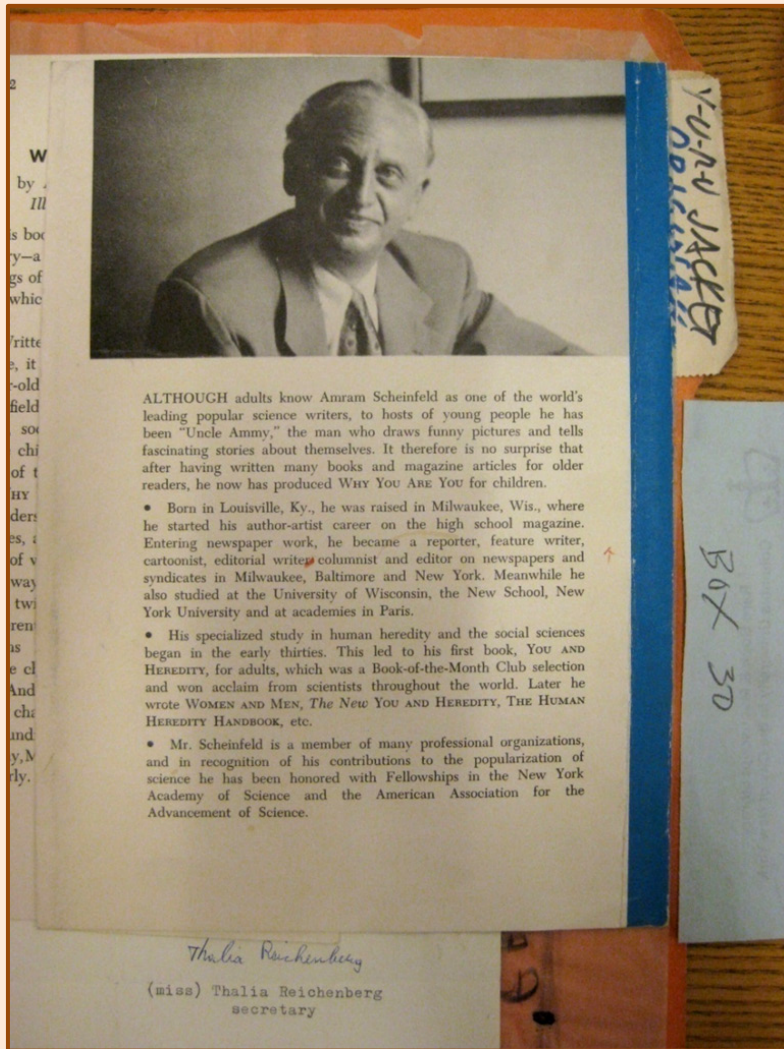 2
W
by
Ill
s boo
ry—a
gs of
whic
Writte
e, it
r-old
field
soc
chi
of t
HY
ders
es, a
of v
way
twi
ren
ns
e cl
And
cha
und
y, M
rly.
ALTHOUGH adults know Amram Scheinfeld as one of the world's
leading popular science writers, to hosts of young people he has
been "Uncle Ammy," the man who draws funny pictures and tells
fascinating stories about themselves. It therefore is no surprise that
after having written many books and magazine articles for older
readers, he now has produced WHY YOU ARE YOU for children.
• Born in Louisville, Ky., he was raised in Milwaukee, Wis., where
he started his author-artist career on the high school magazine.
Entering newspaper work, he became a reporter, feature writer,
cartoonist, editorial writer columnist and editor on newspapers and
syndicates in Milwaukee, Baltimore and New York. Meanwhile he
also studied at the University of Wisconsin, the New School, New
York University and at academies in Paris.
• His specialized study in human heredity and the social sciences
began in the early thirties. This led to his first book, YOU AND
HEREDITY, for adults, which was a Book-of-the-Month Club selection
and won acclaim from scientists throughout the world. Later he
wrote WOMEN AND MEN, The New YOU AND HEREDITY, THE HUMAN
HEREDITY HANDBOOK, etc.
• Mr. Scheinfeld is a member of many professional organizations,
and in recognition of his contributions to the popularization of
science he has been honored with Fellowships in the New York
Academy of Science and the American Association for the
Advancement of Science.
Thalia Reichenberg
(miss) Thalia Reichenberg
secretary
JACKET
BOX 30